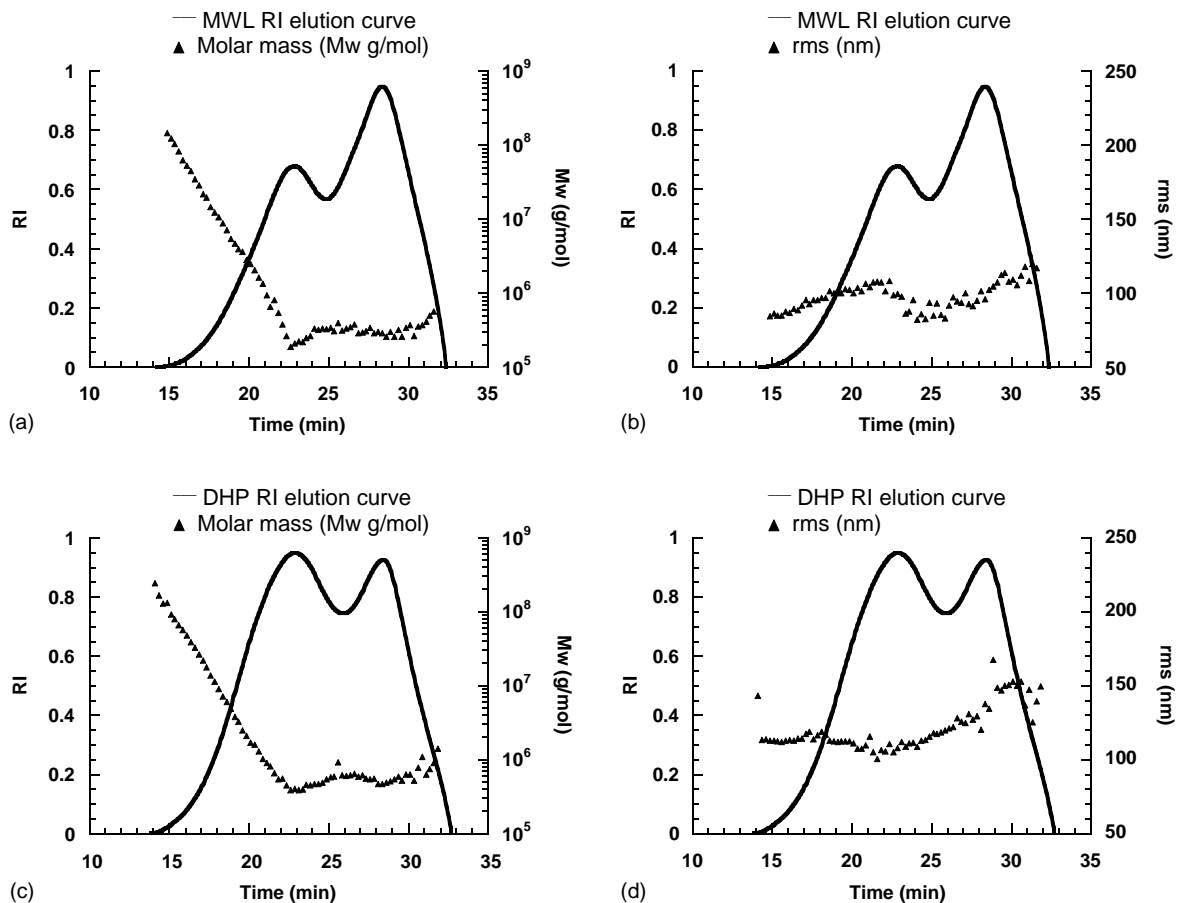 — MWL RI elution curve
▲ Molar mass (Mw g/mol)
1
0.8
0.6
0.4
0.2
0
RI
10⁹
10⁸
10⁷
10⁶
10⁵
Mw (g/mol)
10 15 20 25 30 35
Time (min)
(a)
— MWL RI elution curve
▲ rms (nm)
1
0.8
0.6
0.4
0.2
0
RI
250
200
150
100
50
rms (nm)
10 15 20 25 30 35
Time (min)
(b)
— DHP RI elution curve
▲ Molar mass (Mw g/mol)
1
0.8
0.6
0.4
0.2
0
RI
10⁹
10⁸
10⁷
10⁶
10⁵
Mw (g/mol)
10 15 20 25 30 35
Time (min)
(c)
— DHP RI elution curve
▲ rms (nm)
1
0.8
0.6
0.4
0.2
0
RI
250
200
150
100
50
rms (nm)
10 15 20 25 30 35
Time (min)
(d)